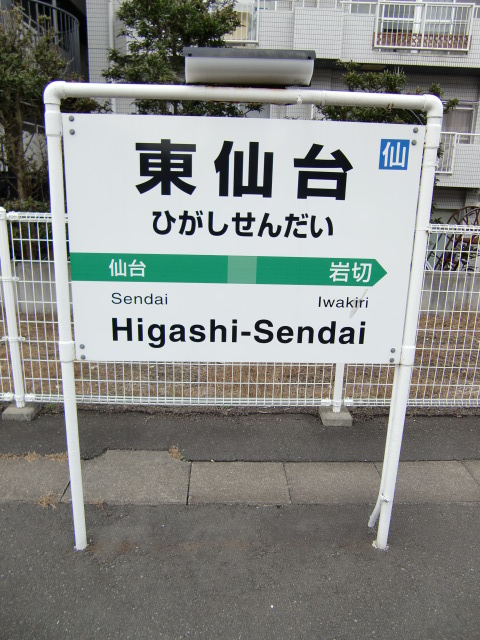 東仙台
仙
ひがしせんだい
仙台 岩切
Sendai Iwakiri
Higashi-Sendai